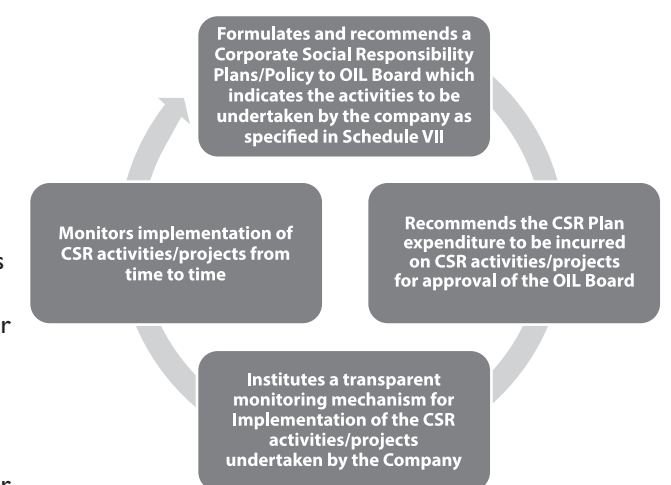 Formulates and recommends a
Corporate Social Responsibility
Plans/Policy to OIL Board which
indicates the activities to be
undertaken by the company as
specified in Schedule VII
Recommends the CSR Plan
expenditure to be incurred
on CSR activities/projects
for approval of the OIL Board
Institutes a transparent
monitoring mechanism for
Implementation of the CSR
activities/projects
undertaken by the Company
Monitors implementation of
CSR activities/projects from
time to time